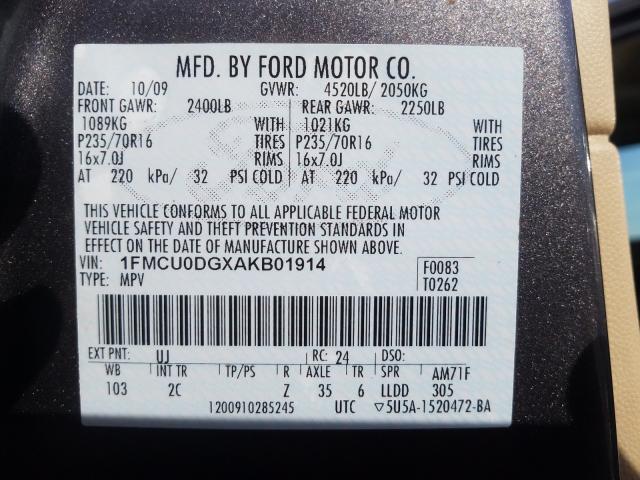 MFD. BY FORD MOTOR CO.
DATE: 10/09 GVWR: 4520LB/ 2050KG
FRONT GAWR: 2400LB REAR GAWR: 2250LB
1089KG WITH 1021KG WITH
P235/70R16 TIRES P235/70R16 TIRES
16x7.0J RIMS 16x7.0J RIMS
AT 220 kPa/ 32 PSI COLD AT 220 kPa/ 32 PSI COLD
THIS VEHICLE CONFORMS TO ALL APPLICABLE FEDERAL MOTOR
VEHICLE SAFETY AND THEFT PREVENTION STANDARDS IN
EFFECT ON THE DATE OF MANUFACTURE SHOWN ABOVE.
VIN: 1FMCU0DGXAKB01914 F0083
TYPE: MPV T0262
EXT PNT: UJ RC: 24 DSO:
WB INT TR TP/PS R AXLE TR SPR AM71F
103 2C Z 35 6 LLDD 305
1200910285245 UTC ▽5U5A-1520472-BA
Ford